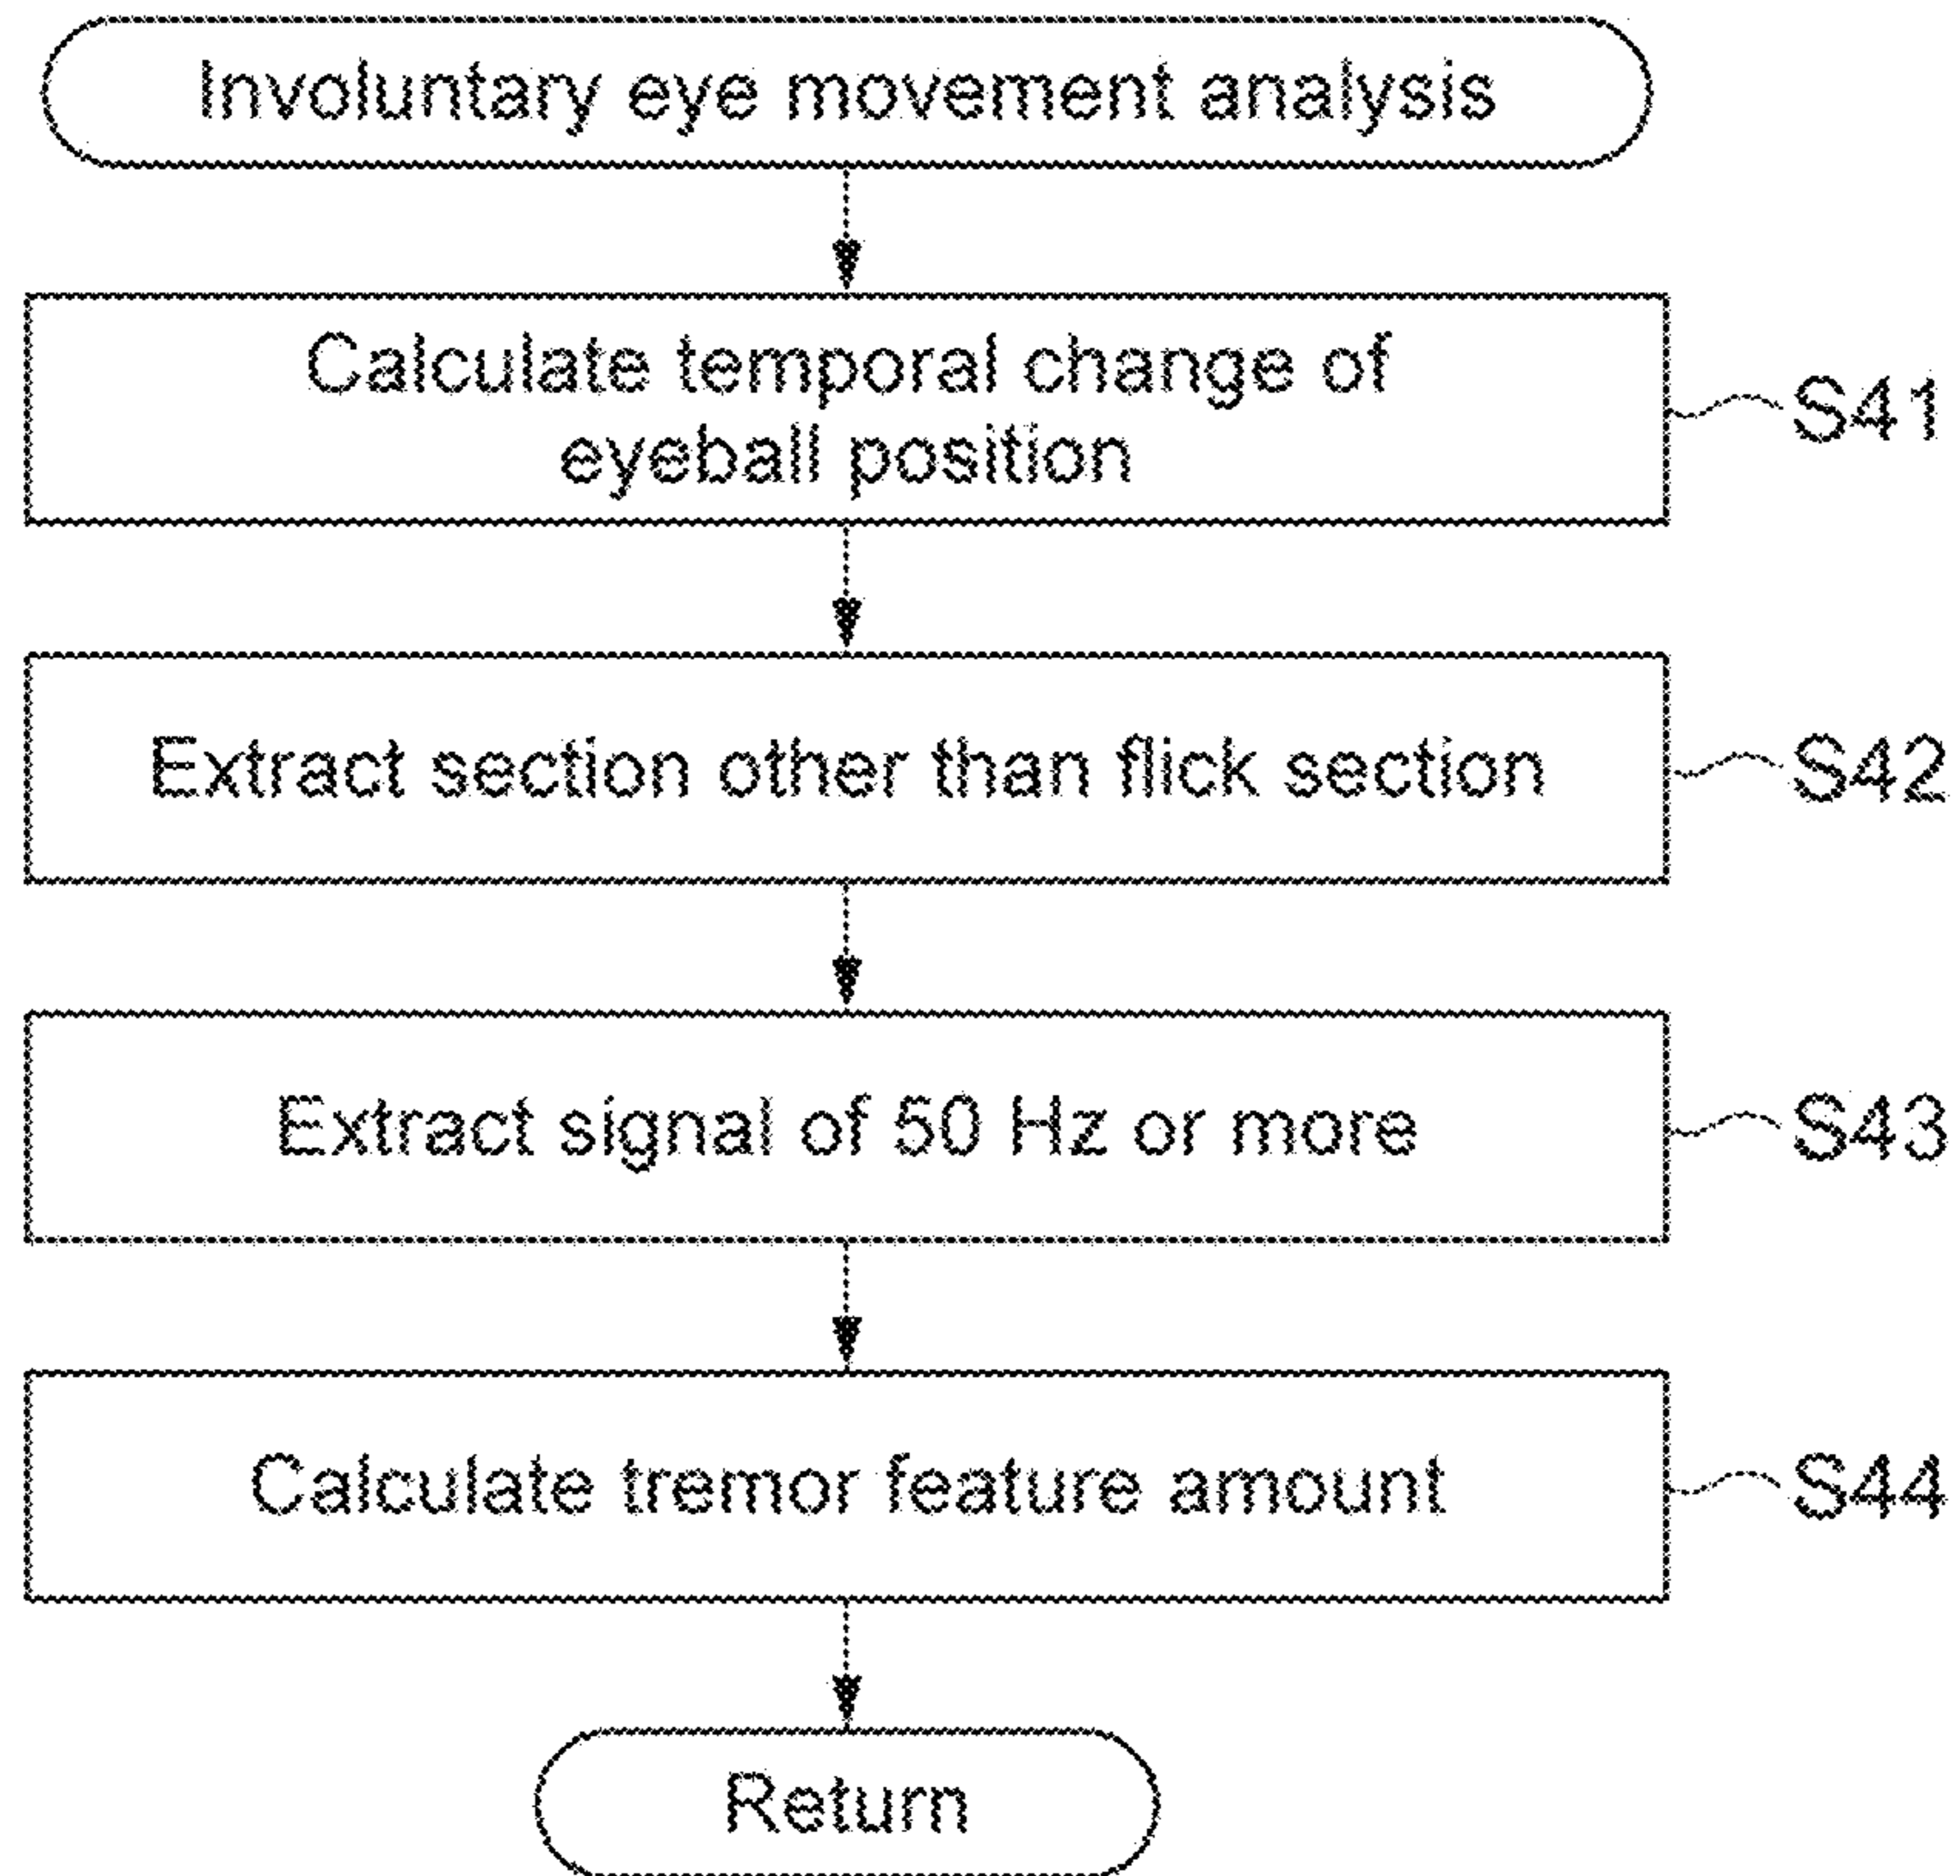 Involuntary eye movement analysis
Calculate temporal change of
eyeball position
S41
Extract section other than flick section
S42
Extract signal of 50 Hz or more
S43
Calculate tremor feature amount
S44
Return